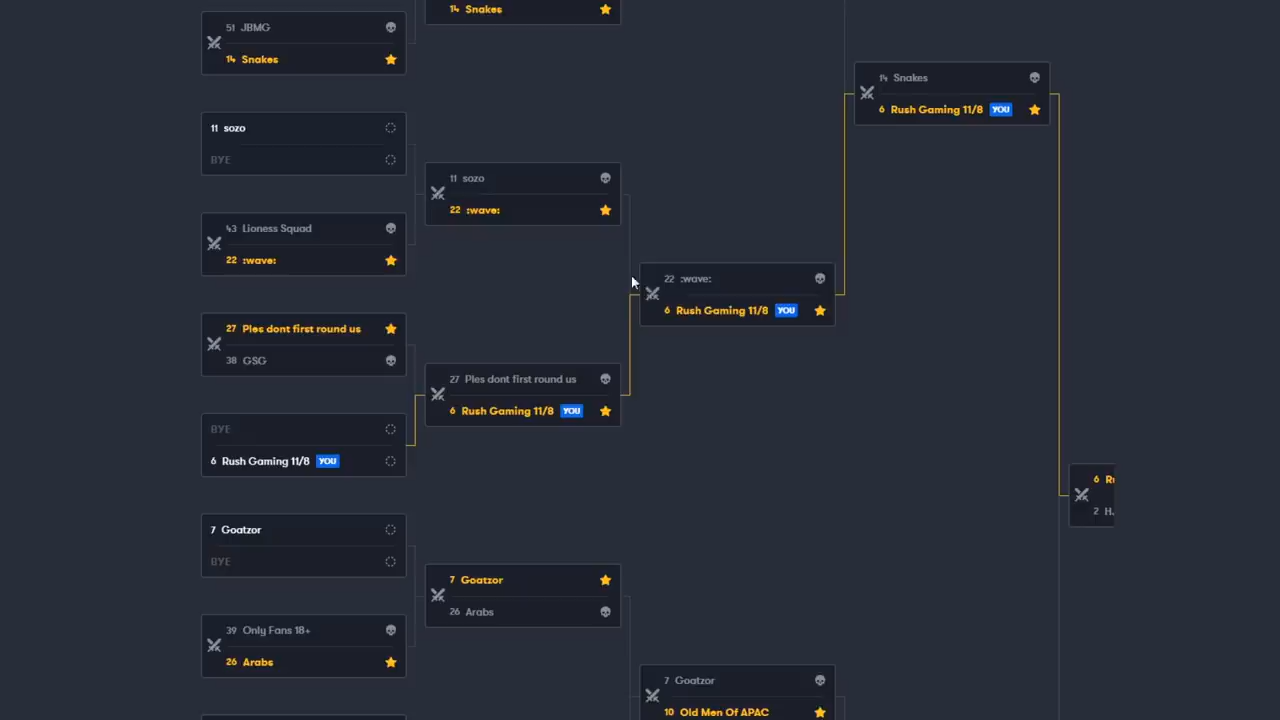 51 JBMG
14 Snakes
14 Snakes
14 Snakes
6 Rush Gaming 11/8 YOU
11 sozo
BYE
11 sozo
22 :wave:
43 Lioness Squad
22 :wave:
22 :wave:
6 Rush Gaming 11/8 YOU
27 Ples dont first round us
38 GSG
27 Ples dont first round us
6 Rush Gaming 11/8 YOU
BYE
6 Rush Gaming 11/8 YOU
6 R
2 H.
7 Goatzor
BYE
7 Goatzor
26 Arabs
39 Only Fans 18+
26 Arabs
7 Goatzor
10 Old Men Of APAC